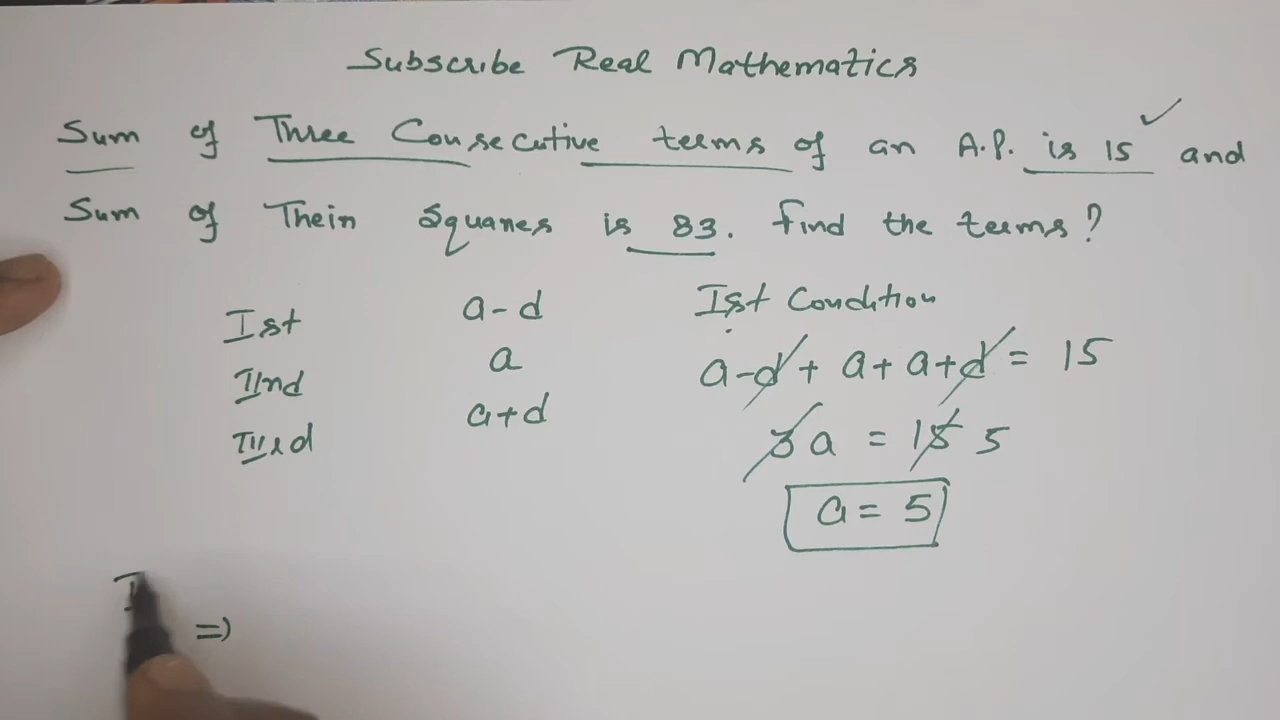 Subscribe Real Mathematics
Sum of Three Consecutive terms of an A.P. is 15 and
Sum of Their Squares is 83. Find the terms?
Ist a-d
IInd a
IIIrd a+d
Ist Condition
a-d+ a+ a+d = 15
3a = 15 5
a = 5
=)